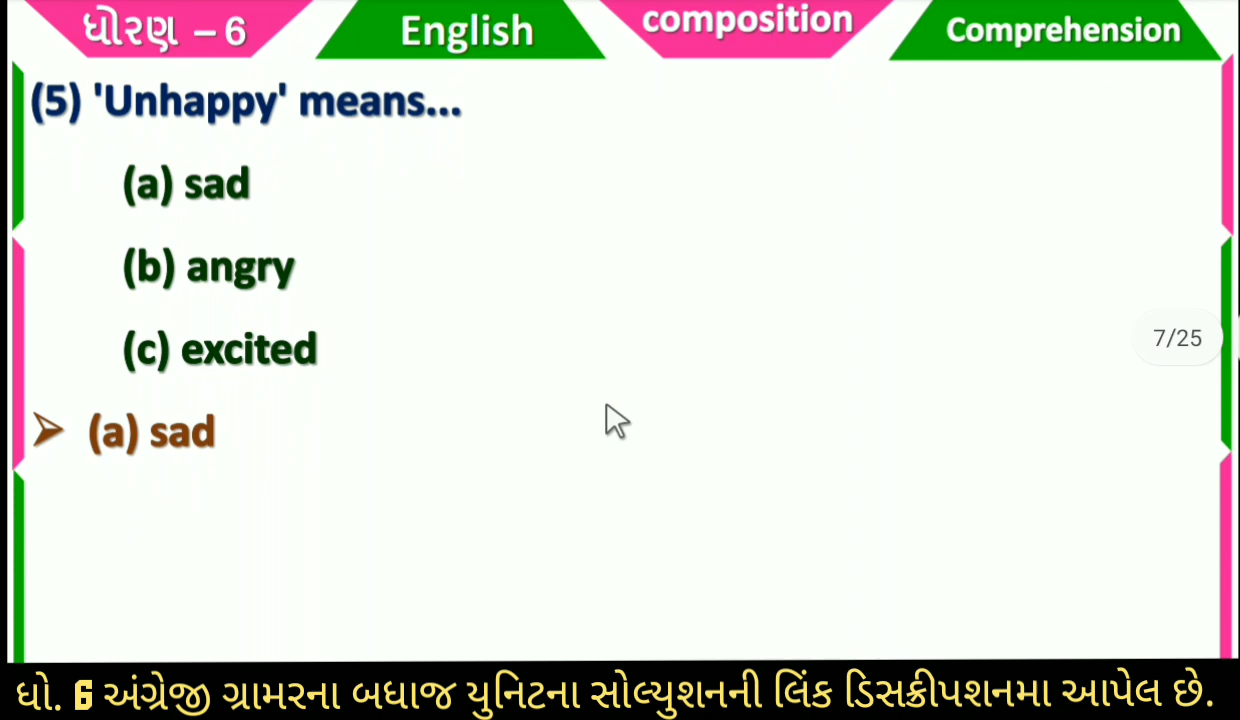 ધોરણ – 6
English
composition
Comprehension
(5) 'Unhappy' means...
(a) sad
(b) angry
(c) excited
7/25
➢ (a) sad
ધો. 6 અંગ્રેજી ગ્રામરના બધાજ યુનિટના સોલ્યુશનની લિંક ડિસક્રીપશનમા આપેલ છે.